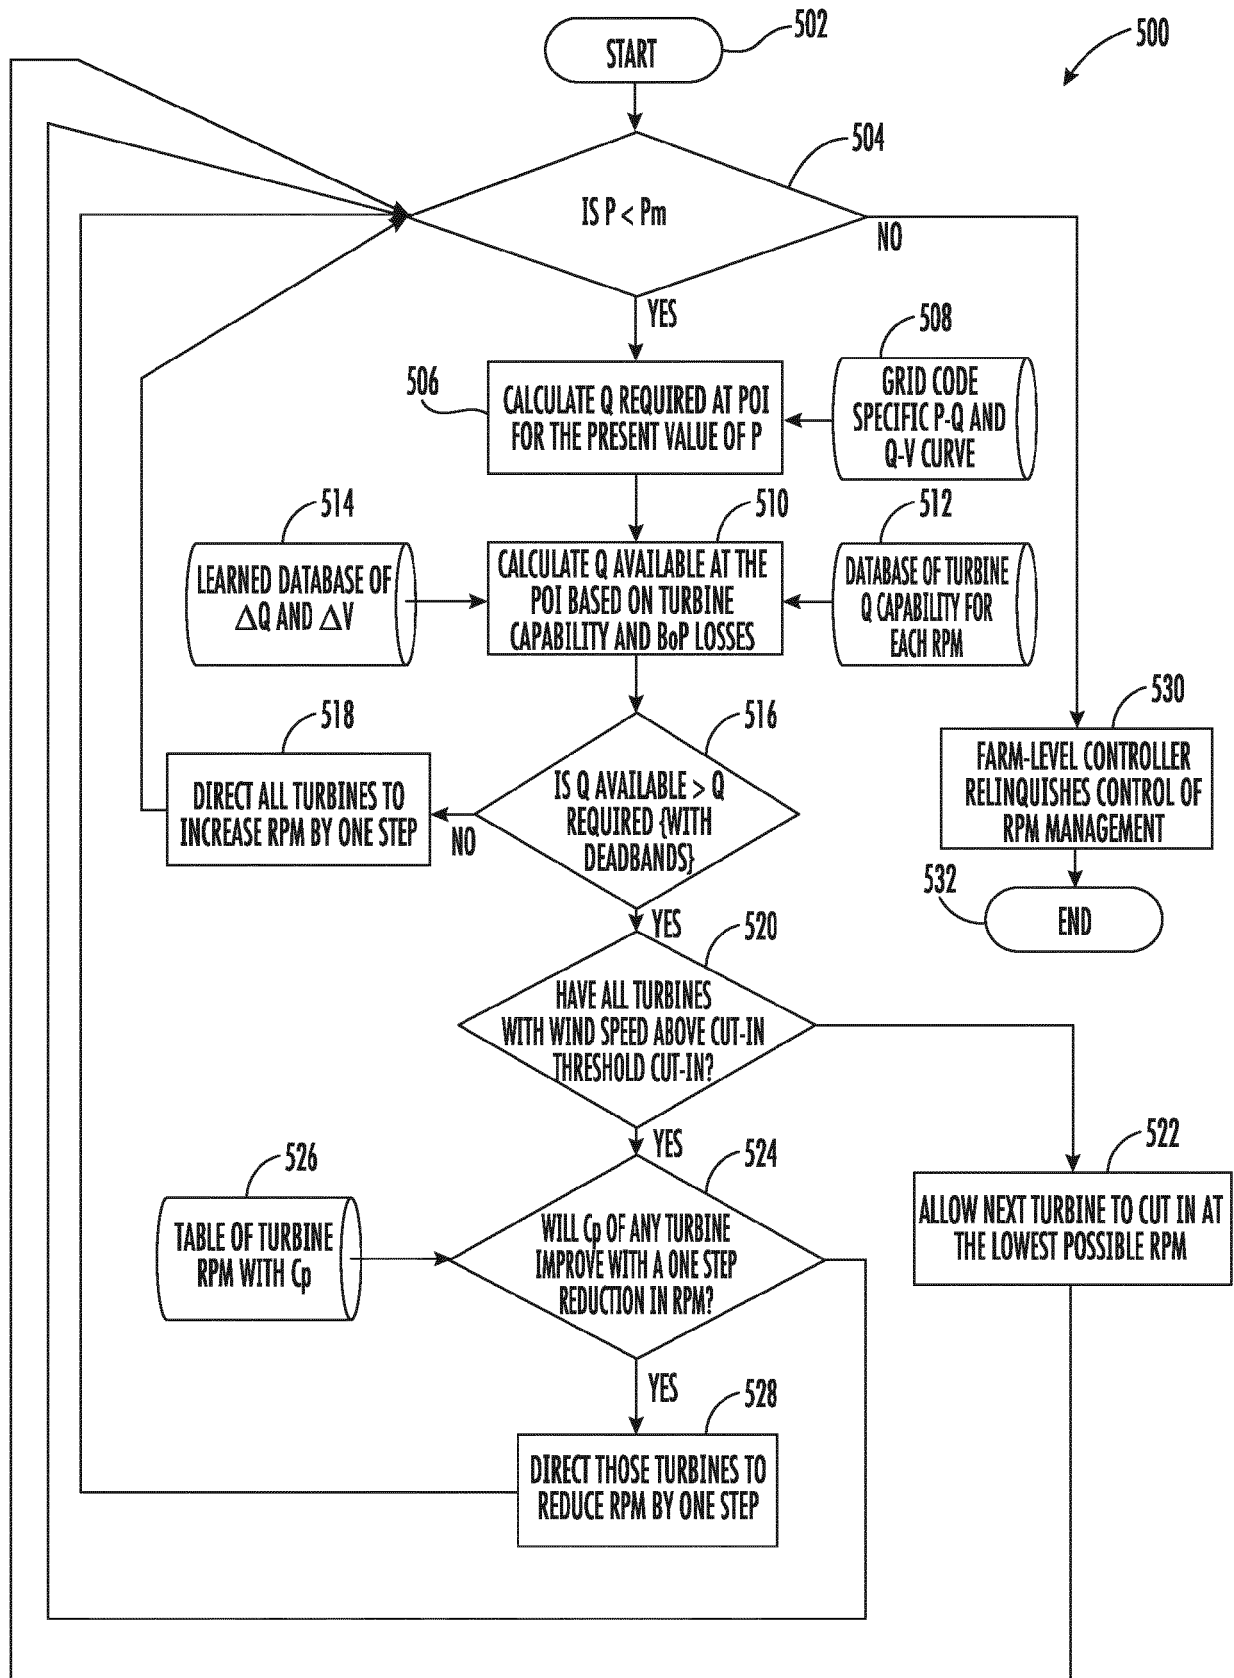 502
START
500
504
IS P < Pm
NO
YES
508
506
CALCULATE Q REQUIRED AT POI
FOR THE PRESENT VALUE OF P
GRID CODE
SPECIFIC P-Q AND
Q-V CURVE
514
510
512
LEARNED DATABASE OF
ΔQ AND ΔV
CALCULATE Q AVAILABLE AT THE
POI BASED ON TURBINE
CAPABILITY AND BoP LOSSES
DATABASE OF TURBINE
Q CAPABILITY FOR
EACH RPM
518
516
530
DIRECT ALL TURBINES TO
INCREASE RPM BY ONE STEP
NO
IS Q AVAILABLE > Q
REQUIRED {WITH
DEADBANDS}
FARM-LEVEL CONTROLLER
RELINQUISHES CONTROL OF
RPM MANAGEMENT
532
END
YES
520
HAVE ALL TURBINES
WITH WIND SPEED ABOVE CUT-IN
THRESHOLD CUT-IN?
YES
526
524
522
TABLE OF TURBINE
RPM WITH Cp
WILL Cp OF ANY TURBINE
IMPROVE WITH A ONE STEP
REDUCTION IN RPM?
ALLOW NEXT TURBINE TO CUT IN AT
THE LOWEST POSSIBLE RPM
YES
528
DIRECT THOSE TURBINES TO
REDUCE RPM BY ONE STEP